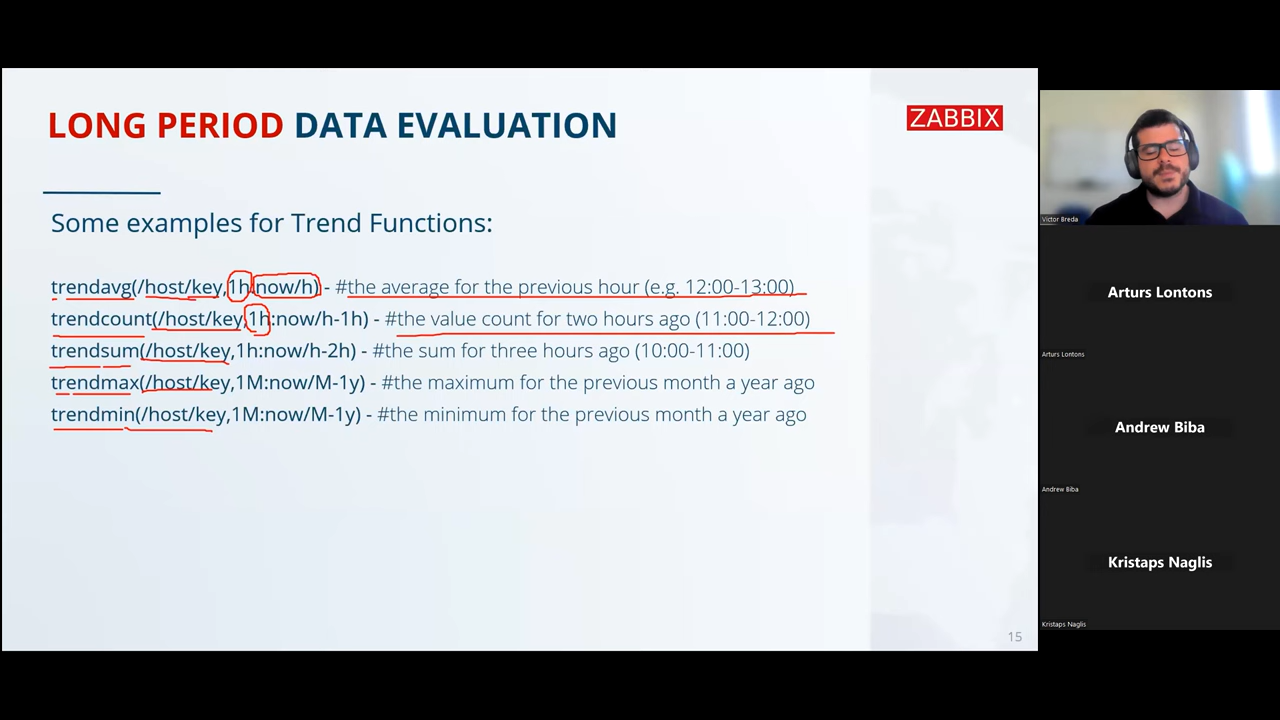 LONG PERIOD DATA EVALUATION
ZABBIX
Some examples for Trend Functions:
trendavg(/host/key,1h:now/h) - #the average for the previous hour (e.g. 12:00-13:00)
trendcount(/host/key,1h:now/h-1h) - #the value count for two hours ago (11:00-12:00)
trendsum(/host/key,1h:now/h-2h) - #the sum for three hours ago (10:00-11:00)
trendmax(/host/key,1M:now/M-1y) - #the maximum for the previous month a year ago
trendmin(/host/key,1M:now/M-1y) - #the minimum for the previous month a year ago
15
Victor Breda
Arturs Lontons
Arturs Lontons
Andrew Biba
Andrew Biba
Kristaps Naglis
Kristaps Naglis